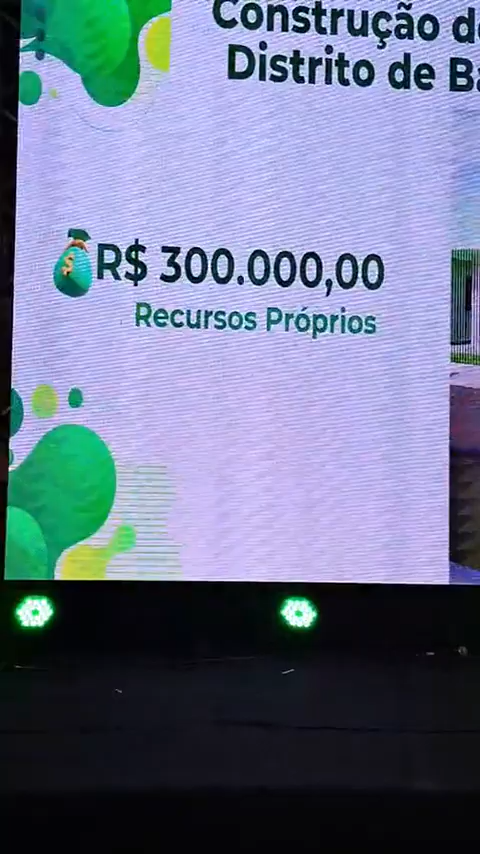 Construção
Distrito de
R$ 300.000,00
Recursos Próprios